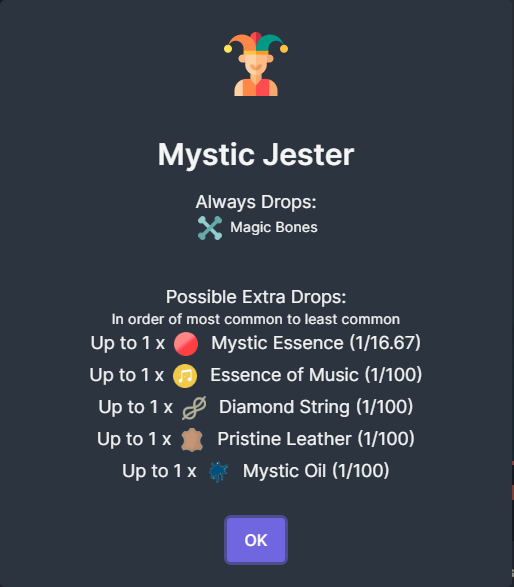 Mystic Jester
Always Drops:
Magic Bones
Possible Extra Drops:
In order of most common to least common
Up to 1 x Mystic Essence (1/16.67)
Up to 1 x Essence of Music (1/100)
Up to 1 x Diamond String (1/100)
Up to 1 x Pristine Leather (1/100)
Up to 1 x Mystic Oil (1/100)
OK